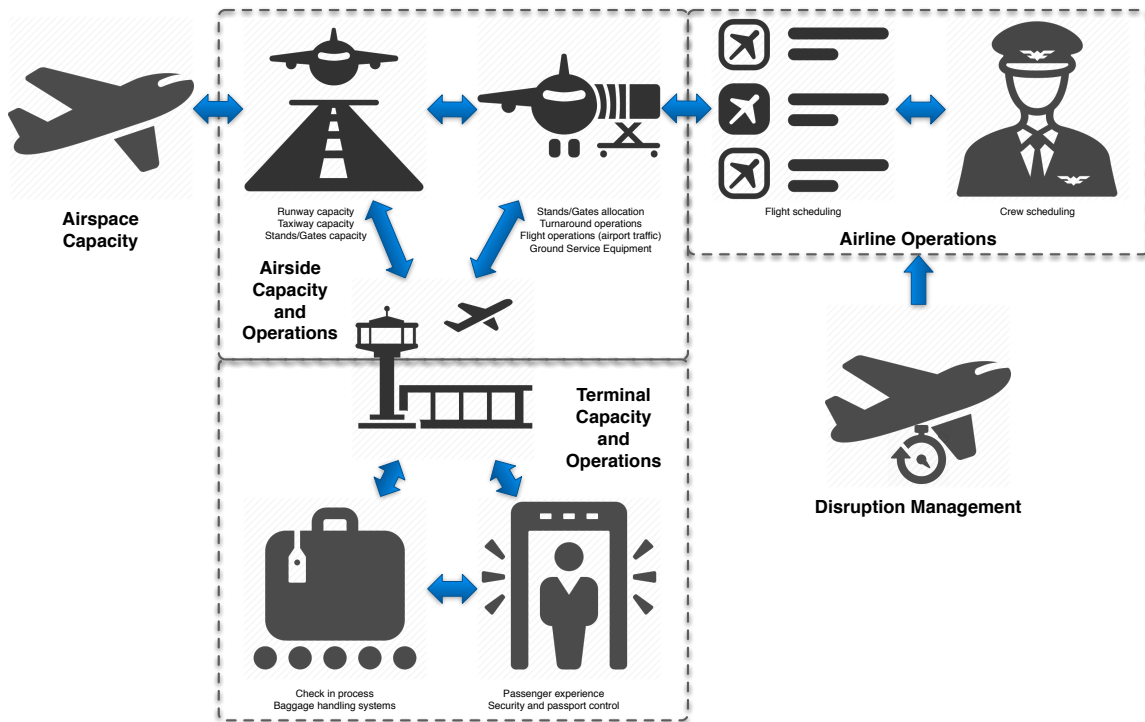 Airspace
Capacity
Runway capacity
Taxiway capacity
Stands/Gates capacity
Stands/Gates allocation
Turnaround operations
Flight operations (airport traffic)
Ground Service Equipment
Airside
Capacity
and
Operations
Flight scheduling
Crew scheduling
Airline Operations
Terminal
Capacity
and
Operations
Disruption Management
Check in process
Baggage handling systems
Passenger experience
Security and passport control